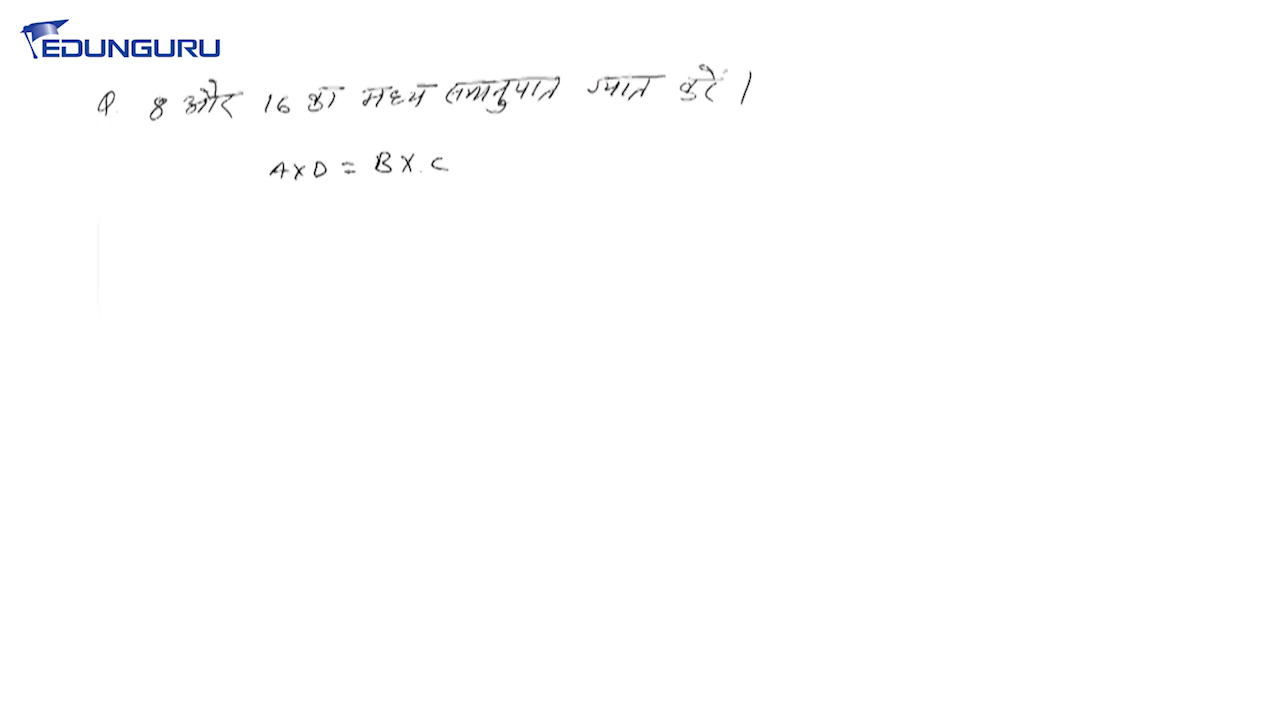 EDUNGURU
Q. 8 और 16 का मध्य समानुपात ज्ञात करें।
A×D = B×.C